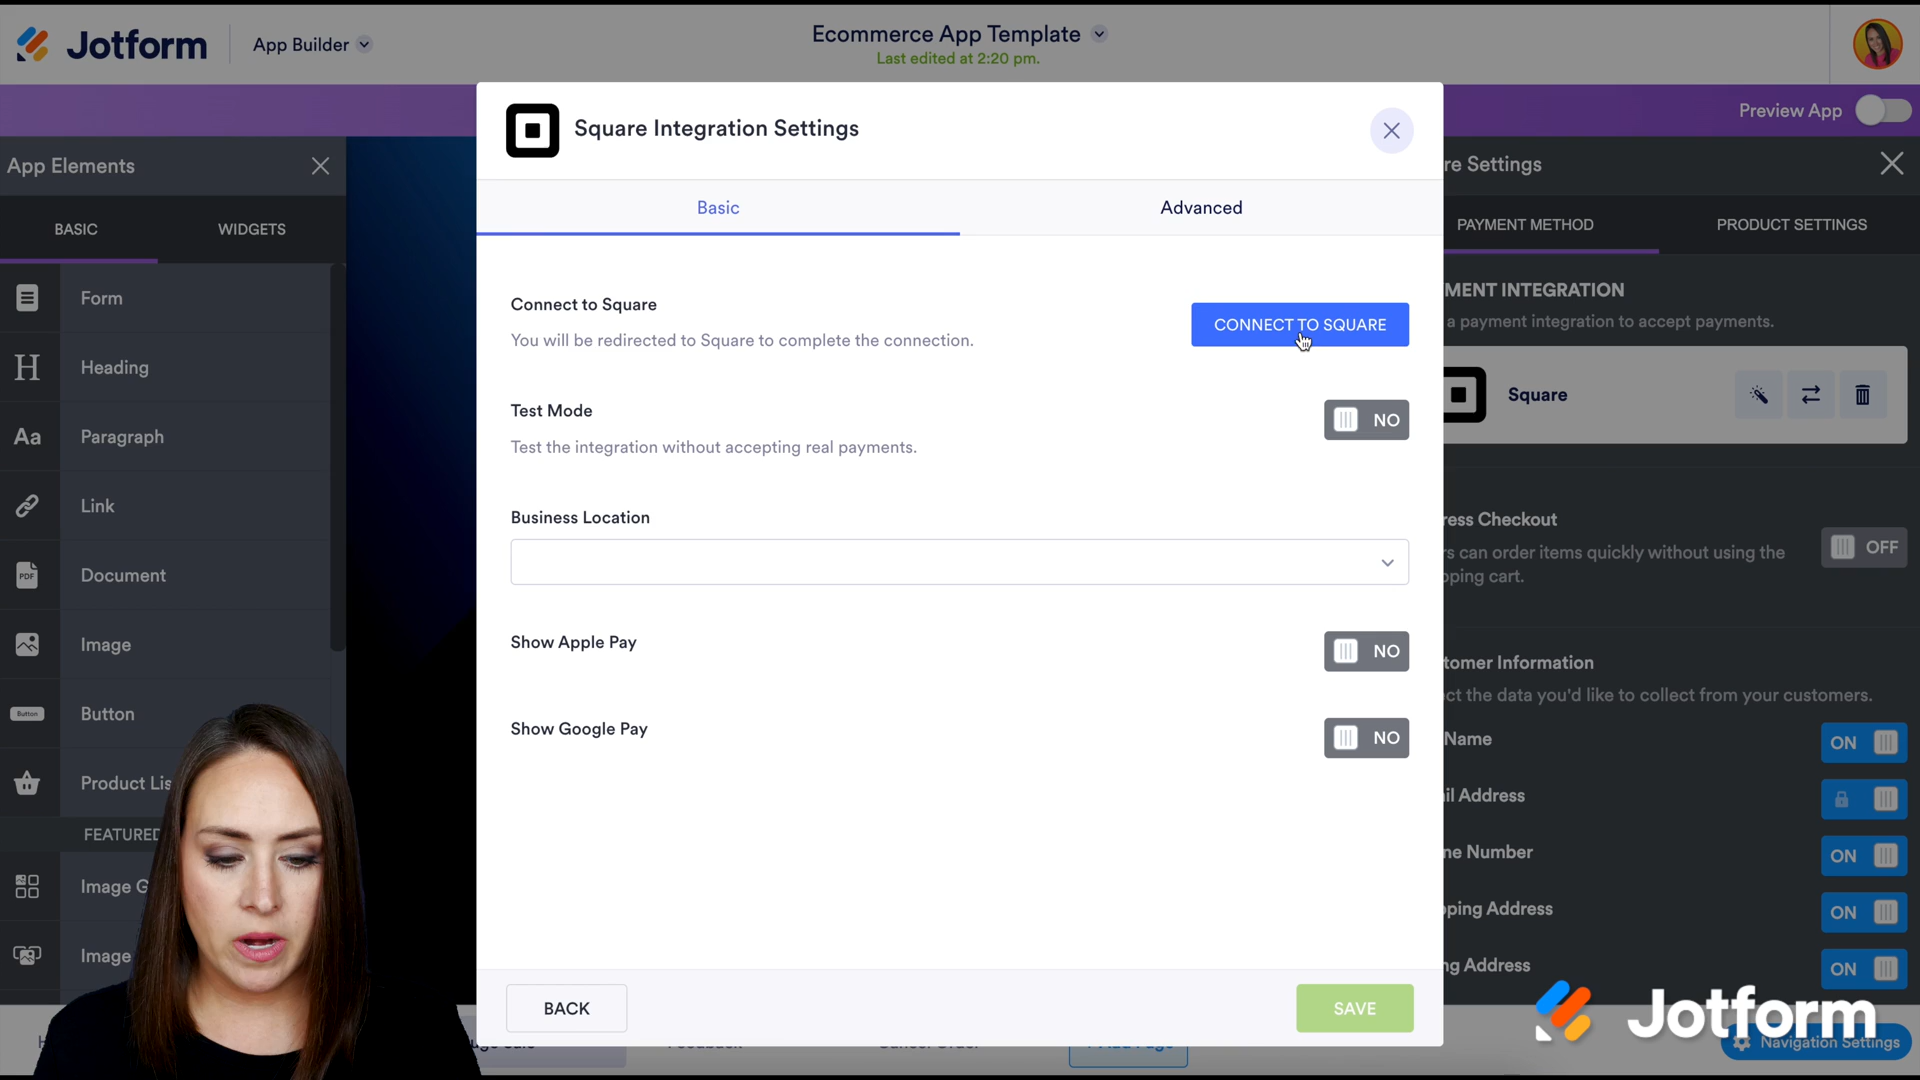 Jotform
App Builder
Ecommerce App Template
Last edited at 2:20 pm.
Preview App
App Elements
BASIC
WIDGETS
Form
Heading
Aa
Paragraph
Link
PDF
Document
Image
Button
Button
Product Lis
FEATURED
Image G
Image
Square Integration Settings
Basic
Advanced
Connect to Square
You will be redirected to Square to complete the connection.
CONNECT TO SQUARE
Test Mode
Test the integration without accepting real payments.
NO
Business Location
Show Apple Pay
NO
Show Google Pay
NO
BACK
SAVE
re Settings
PAYMENT METHOD
PRODUCT SETTINGS
MENT INTEGRATION
a payment integration to accept payments.
Square
ress Checkout
rs can order items quickly without using the
pping cart.
OFF
tomer Information
ct the data you'd like to collect from your customers.
Name
ON
il Address
ne Number
ON
pping Address
ON
ng Address
ON
Jotform
Navigation Settings